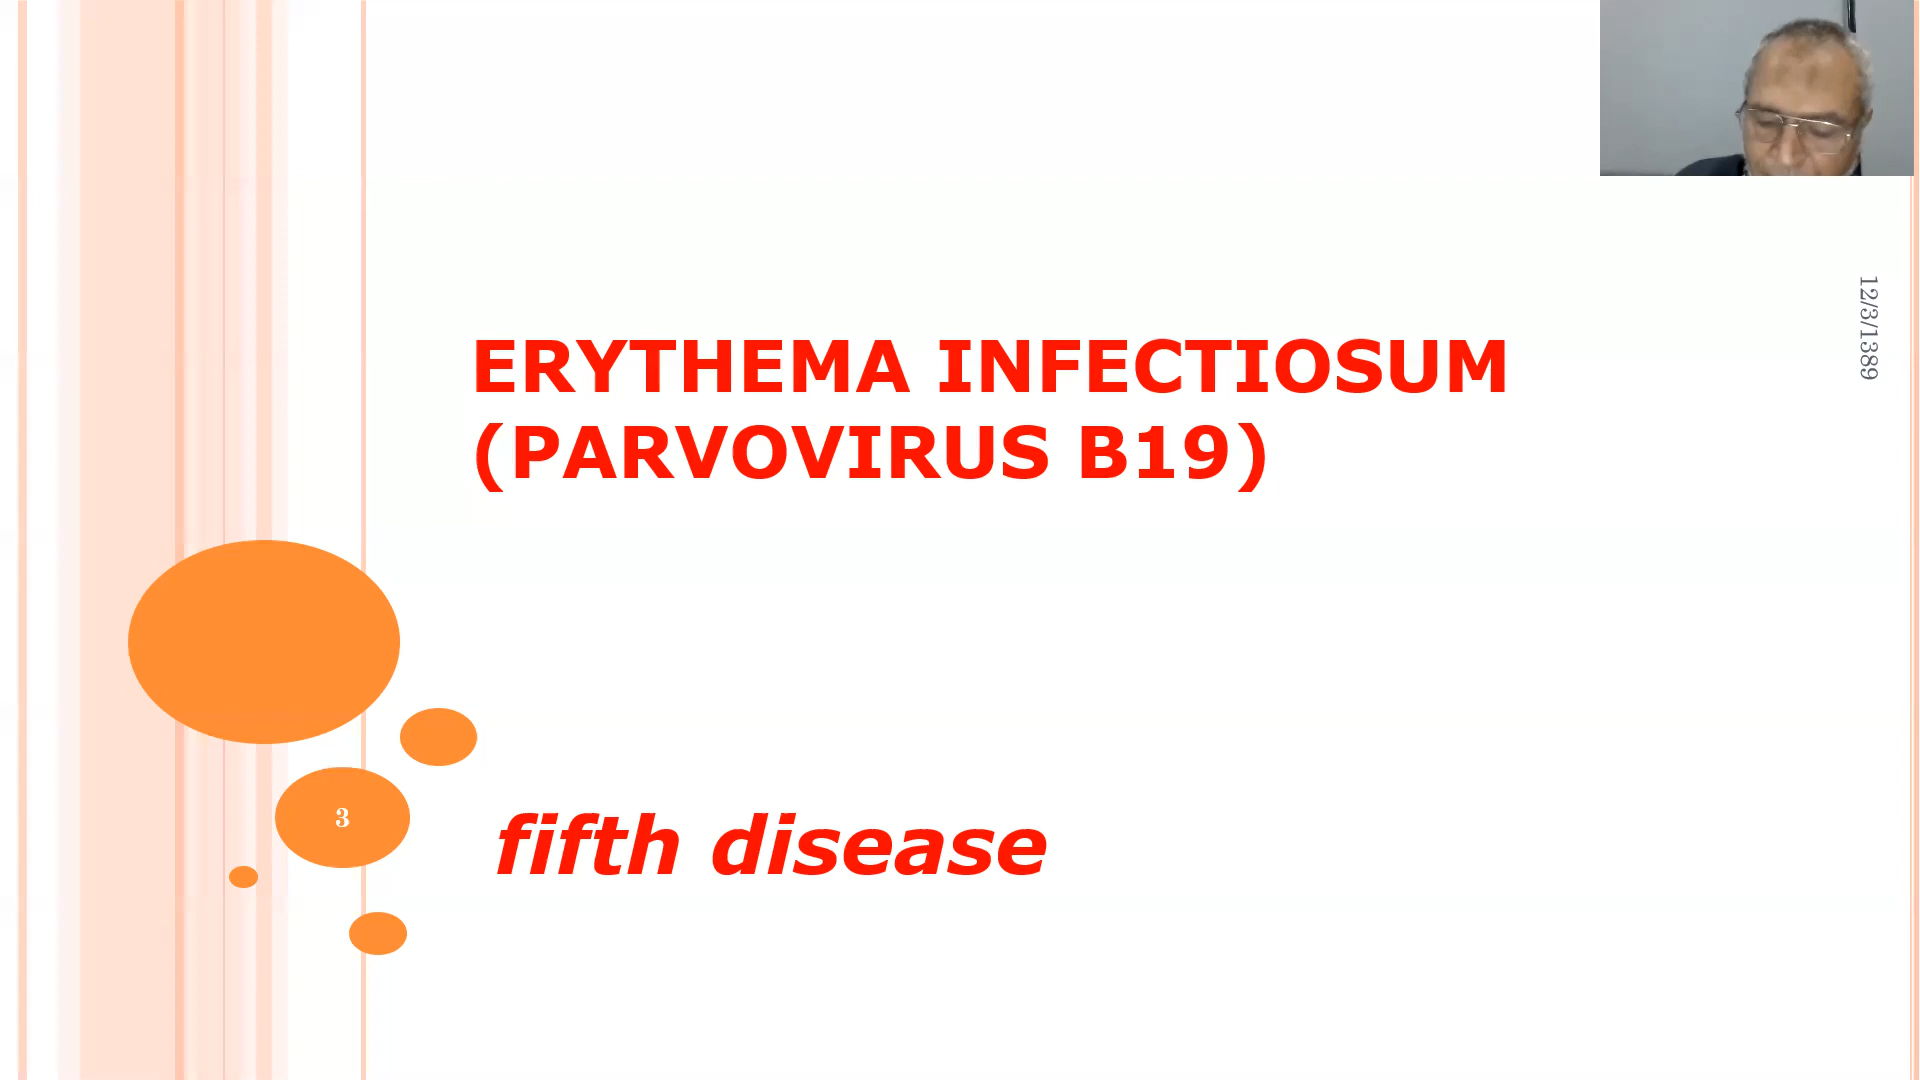 12/3/1389
ERYTHEMA INFECTIOSUM
(PARVOVIRUS B19)
3
fifth disease